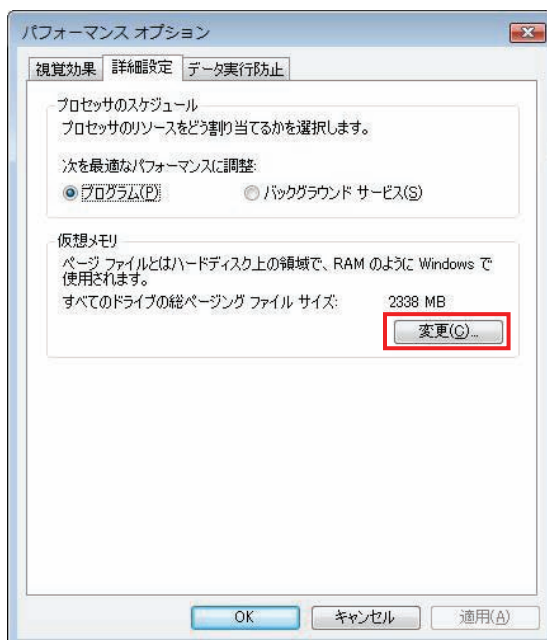 パフォーマンス オプション
視覚効果 詳細設定 データ実行防止
プロセッサのスケジュール
プロセッサのリソースをどう割り当てるかを選択します。
次を最適なパフォーマンスに調整:
プログラム(P) バックグラウンド サービス(S)
仮想メモリ
ページ ファイルとはハードディスク上の領域で、RAM のように Windows で
使用されます。
すべてのドライブの総ページング ファイル サイズ: 2338 MB
変更(C)...
OK キャンセル 適用(A)